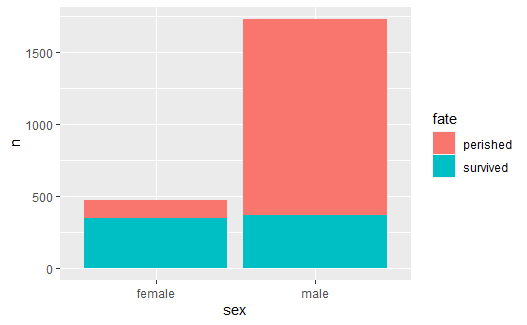 n
1500
1000
500
0
female
male
sex
fate
perished
survived